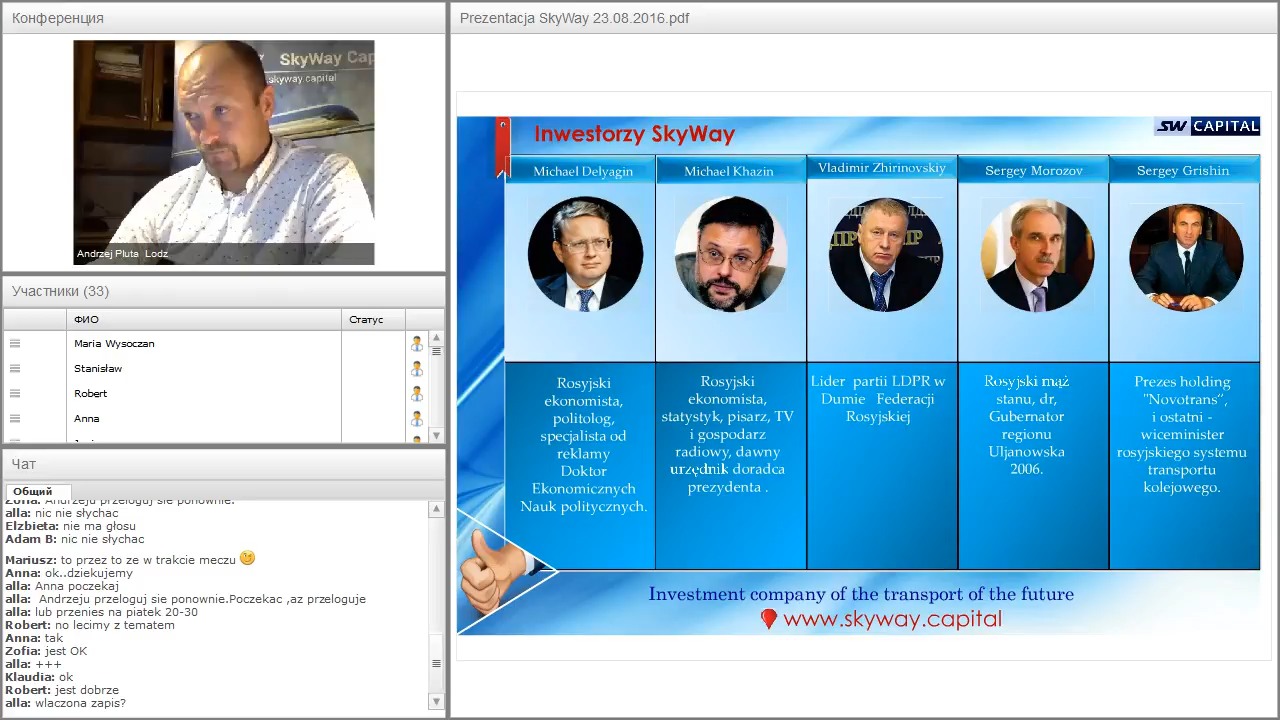 Конференция
SkyWay Cap
skyway.capital
Andrzej Pluta Lodz
Участники (33)
ФИО
Статус
Maria Wysoczan
Stanisław
Robert
Anna
Чат
Общий
Zofia: Andrzeju przeloguj sie ponownie.
alla: nic nie słychac
Elzbieta: nie ma głosu
Adam B: nic nie słychac
Mariusz: to przez to ze w trakcie meczu
Anna: ok..dziekujemy
alla: Anna poczekaj
alla: Andrzeju przeloguj sie ponownie.Poczekac ,az przeloguje
alla: lub przenies na piatek 20-30
Robert: no lecimy z tematem
Anna: tak
Zofia: jest OK
alla: +++
Klaudia: ok
Robert: jest dobrze
alla: wlaczona zapis?
Prezentacja SkyWay 23.08.2016.pdf
Inwestorzy SkyWay
SW CAPITAL
Michael Delyagin
Michael Khazin
Vladimir Zhirinovskiy
Sergey Morozov
Sergey Grishin
Rosyjski
ekonomista,
politolog,
specjalista od
reklamy
Doktor
Ekonomicznych
Nauk politycznych.
Rosyjski
ekonomista,
statystyk, pisarz, TV
i gospodarz
radiowy, dawny
urzędnik doradca
prezydenta .
Lider partii LDPR w
Dumie Federacji
Rosyjskiej
Rosyjski mąż
stanu, dr,
Gubernator
regionu
Uljanowska
2006.
Prezes holding
"Novotrans“,
i ostatni -
wiceminister
rosyjskiego systemu
transportu
kolejowego.
Investment company of the transport of the future
www.skyway.capital